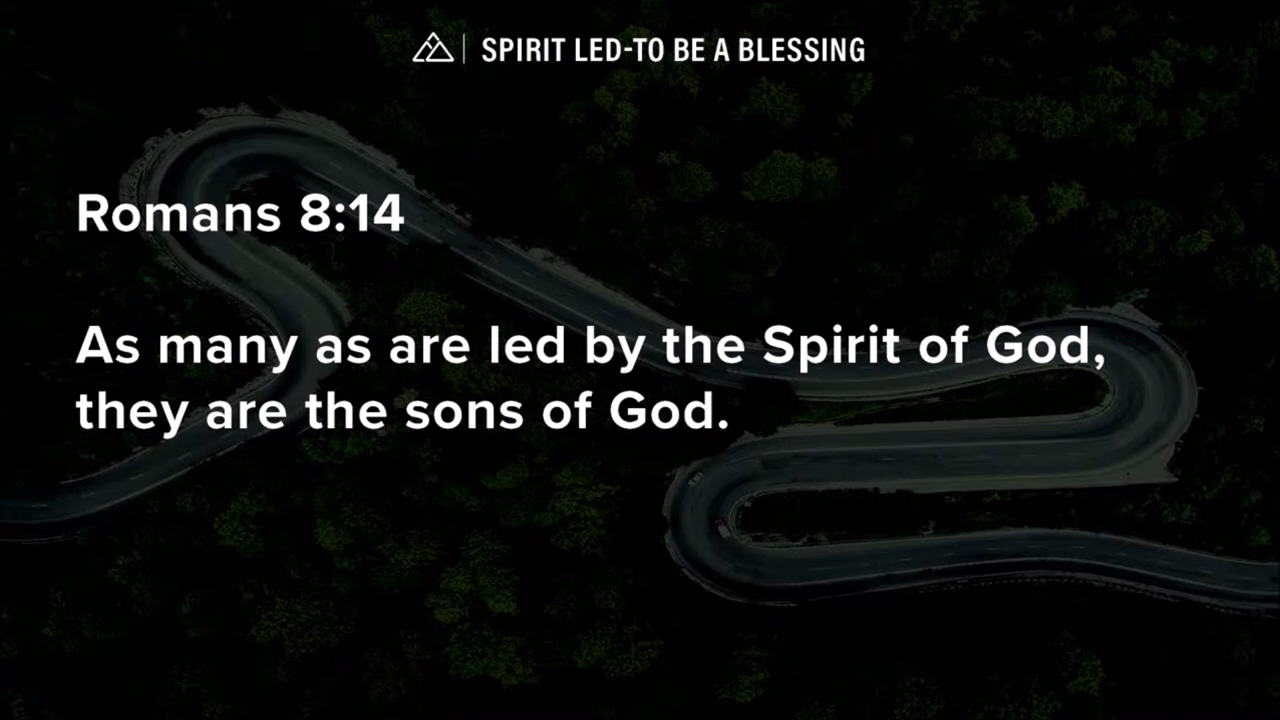 SPIRIT LED-TO BE A BLESSING
Romans 8:14
As many as are led by the Spirit of God,
they are the sons of God.